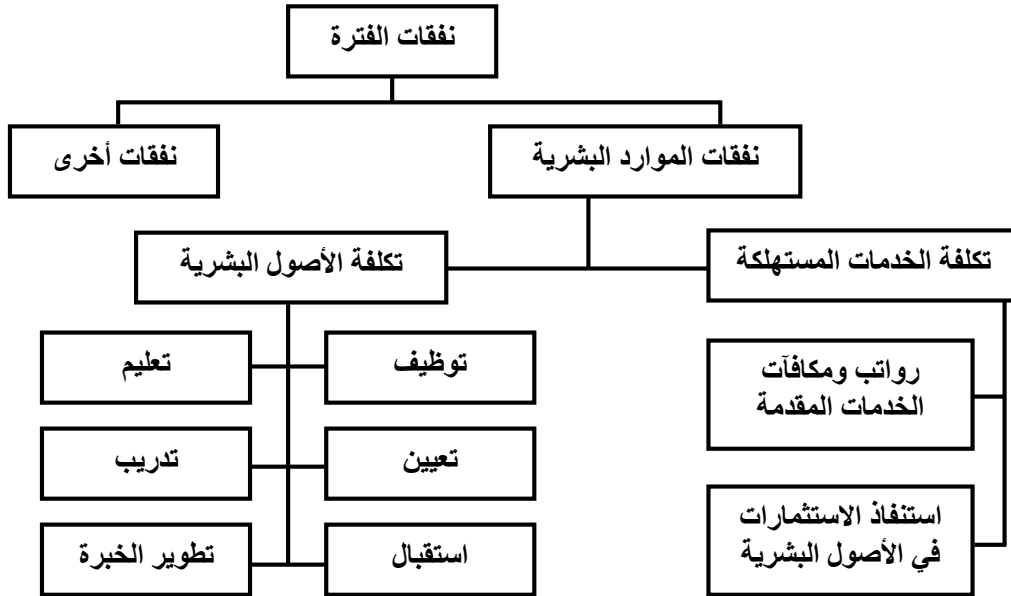 نفقات الفترة
نفقات الموارد البشرية
نفقات أخرى
تكلفة الخدمات المستهلكة
تكلفة الأصول البشرية
رواتب ومكافآت
الخدمات المقدمة
استنفاذ الاستثمارات
في الأصول البشرية
توظيف
تعليم
تعيين
تدريب
استقبال
تطوير الخبرة